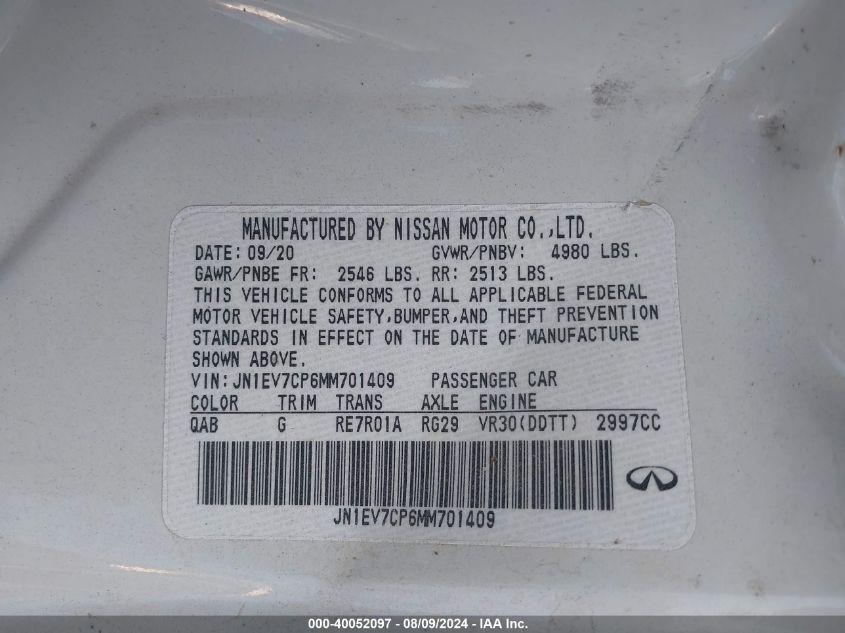 MANUFACTURED BY NISSAN MOTOR CO.,LTD.
DATE: 09/20 GVWR/PNBV: 4980 LBS.
GAWR/PNBE FR: 2546 LBS. RR: 2513 LBS.
THIS VEHICLE CONFORMS TO ALL APPLICABLE FEDERAL
MOTOR VEHICLE SAFETY,BUMPER,AND THEFT PREVENTION
STANDARDS IN EFFECT ON THE DATE OF MANUFACTURE
SHOWN ABOVE.
VIN:JN1EV7CP6MM701409 PASSENGER CAR
COLOR TRIM TRANS AXLE ENGINE
QAB G RE7R01A RG29 VR30(DDTT) 2997CC
JN1EV7CP6MM701409
000-40052097 - 08/09/2024 - IAA Inc.